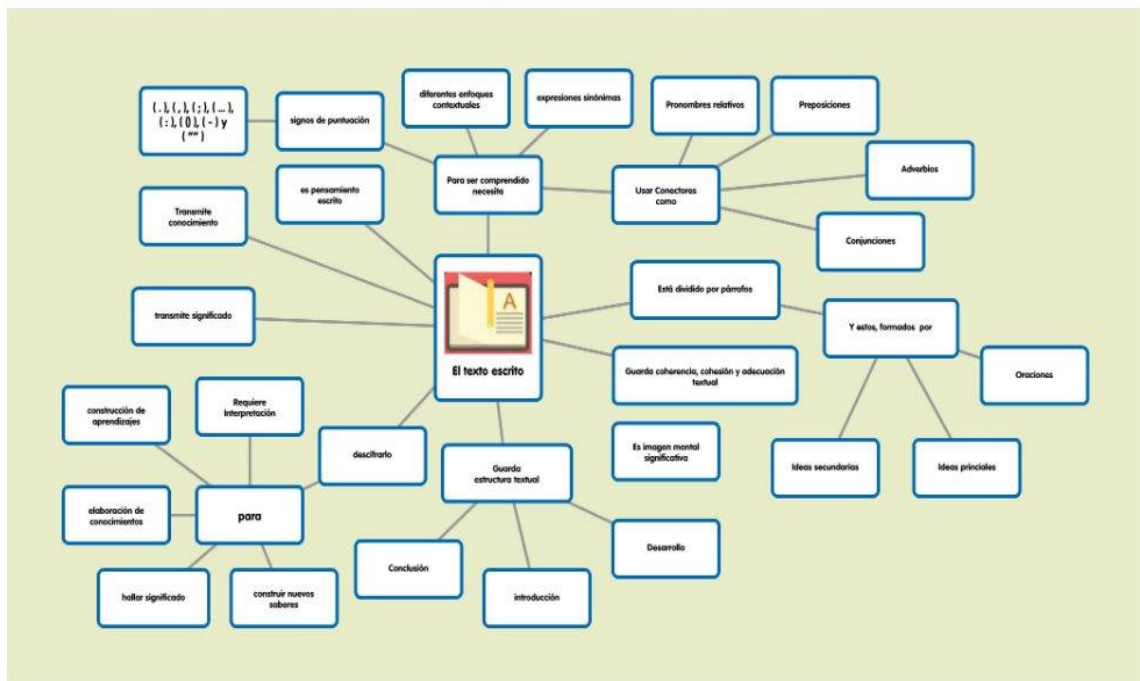 diferentes enfoques
contextuales
expresiones sinónimas
(.),(,),(;),(...),
(:),(),(-) y
("")
signos de puntuación
Pronombres relativos
Preposiciones
Para ser comprendido
necesita
Usar Conectores
como
Adverbios
Conjunciones
es pensamiento
escrito
Transmite
conocimiento
transmite significado
A
El texto escrito
Está dividido por párrafos
Y estos, formados por
Oraciones
Ideas secundarias
Ideas princiales
Guarda coherencia, cohesión y adecuación
textual
Es imagen mental
significativa
Guarda
estructura textual
Desarrollo
introducción
Conclusión
descifrarlo
para
Requiere
Interpretación
construcción de
aprendizajes
elaboración de
conocimientos
hallar significado
construir nuevos
saberes